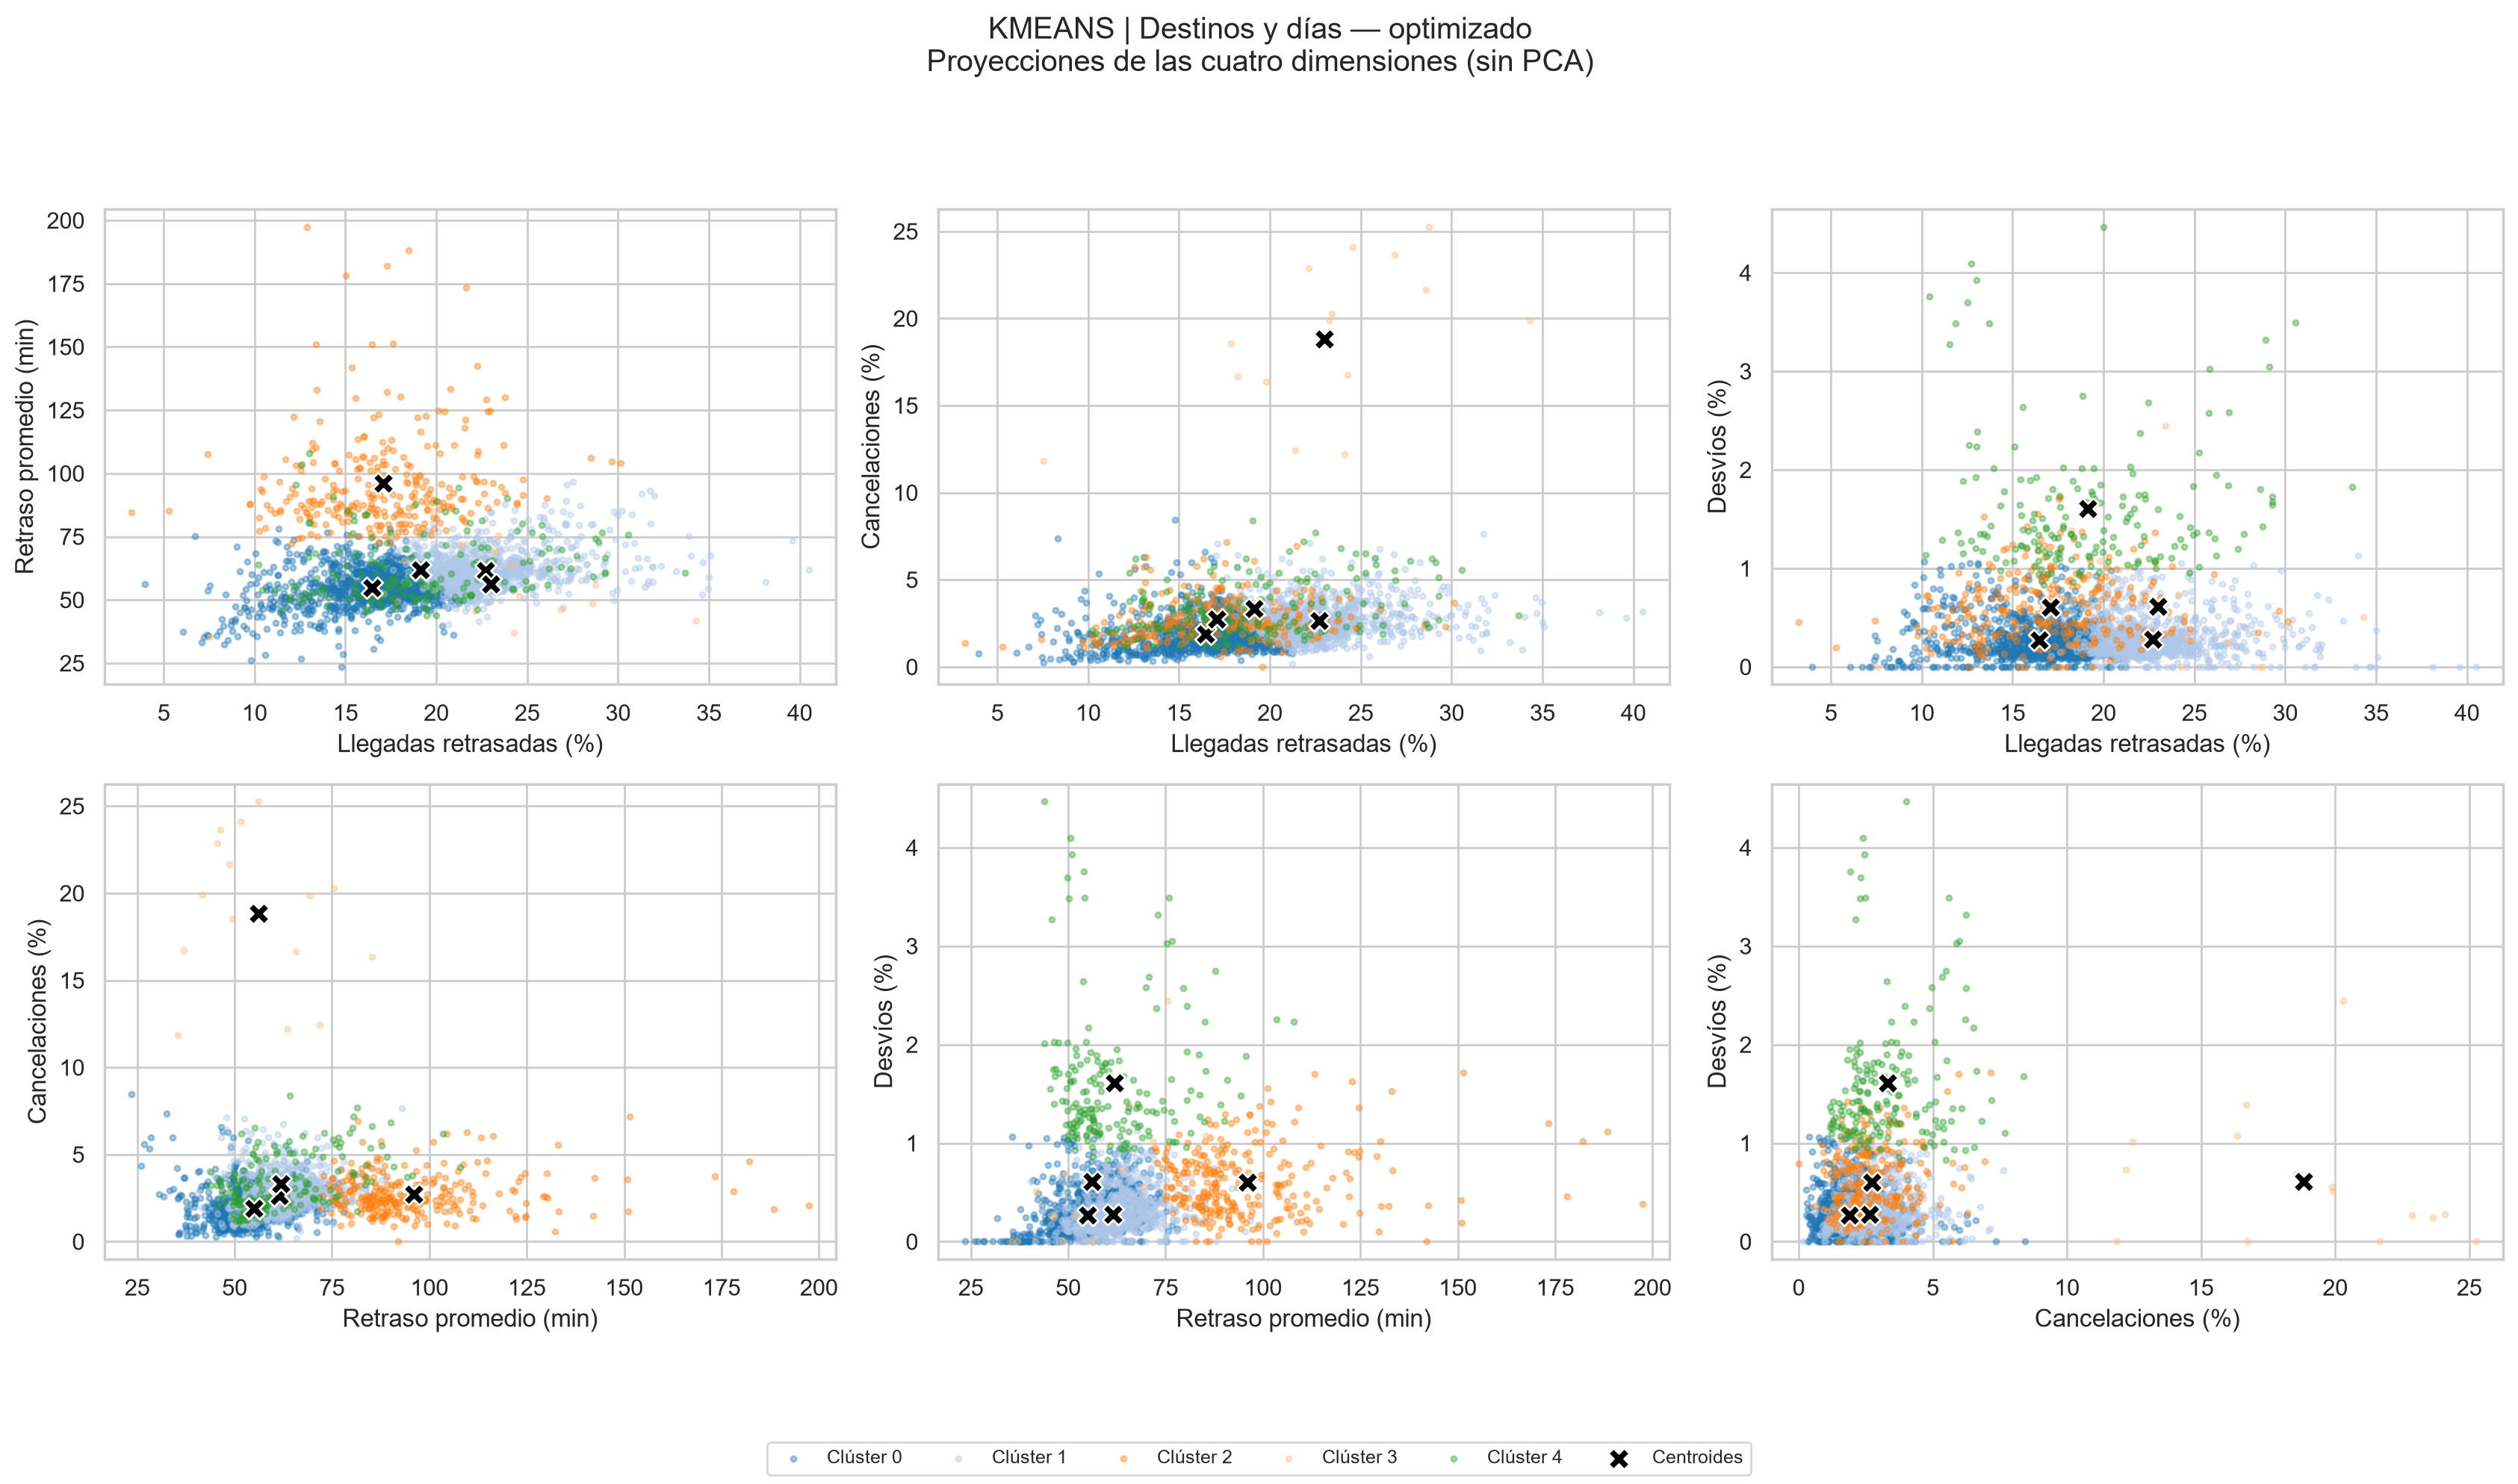 KMEANS | Destinos y días — optimizado
Proyecciones de las cuatro dimensiones (sin PCA)
200
175
150
125
100
75
50
25
Retraso promedio (min)
5 10 15 20 25 30 35 40
Llegadas retrasadas (%)
25
20
15
10
5
0
Cancelaciones (%)
5 10 15 20 25 30 35 40
Llegadas retrasadas (%)
4
3
2
1
0
Desvíos (%)
5 10 15 20 25 30 35 40
Llegadas retrasadas (%)
25
20
15
10
5
0
Cancelaciones (%)
25 50 75 100 125 150 175 200
Retraso promedio (min)
4
3
2
1
0
Desvíos (%)
25 50 75 100 125 150 175 200
Retraso promedio (min)
4
3
2
1
0
Desvíos (%)
0 5 10 15 20 25
Cancelaciones (%)
Clúster 0 Clúster 1 Clúster 2 Clúster 3 Clúster 4 Centroides